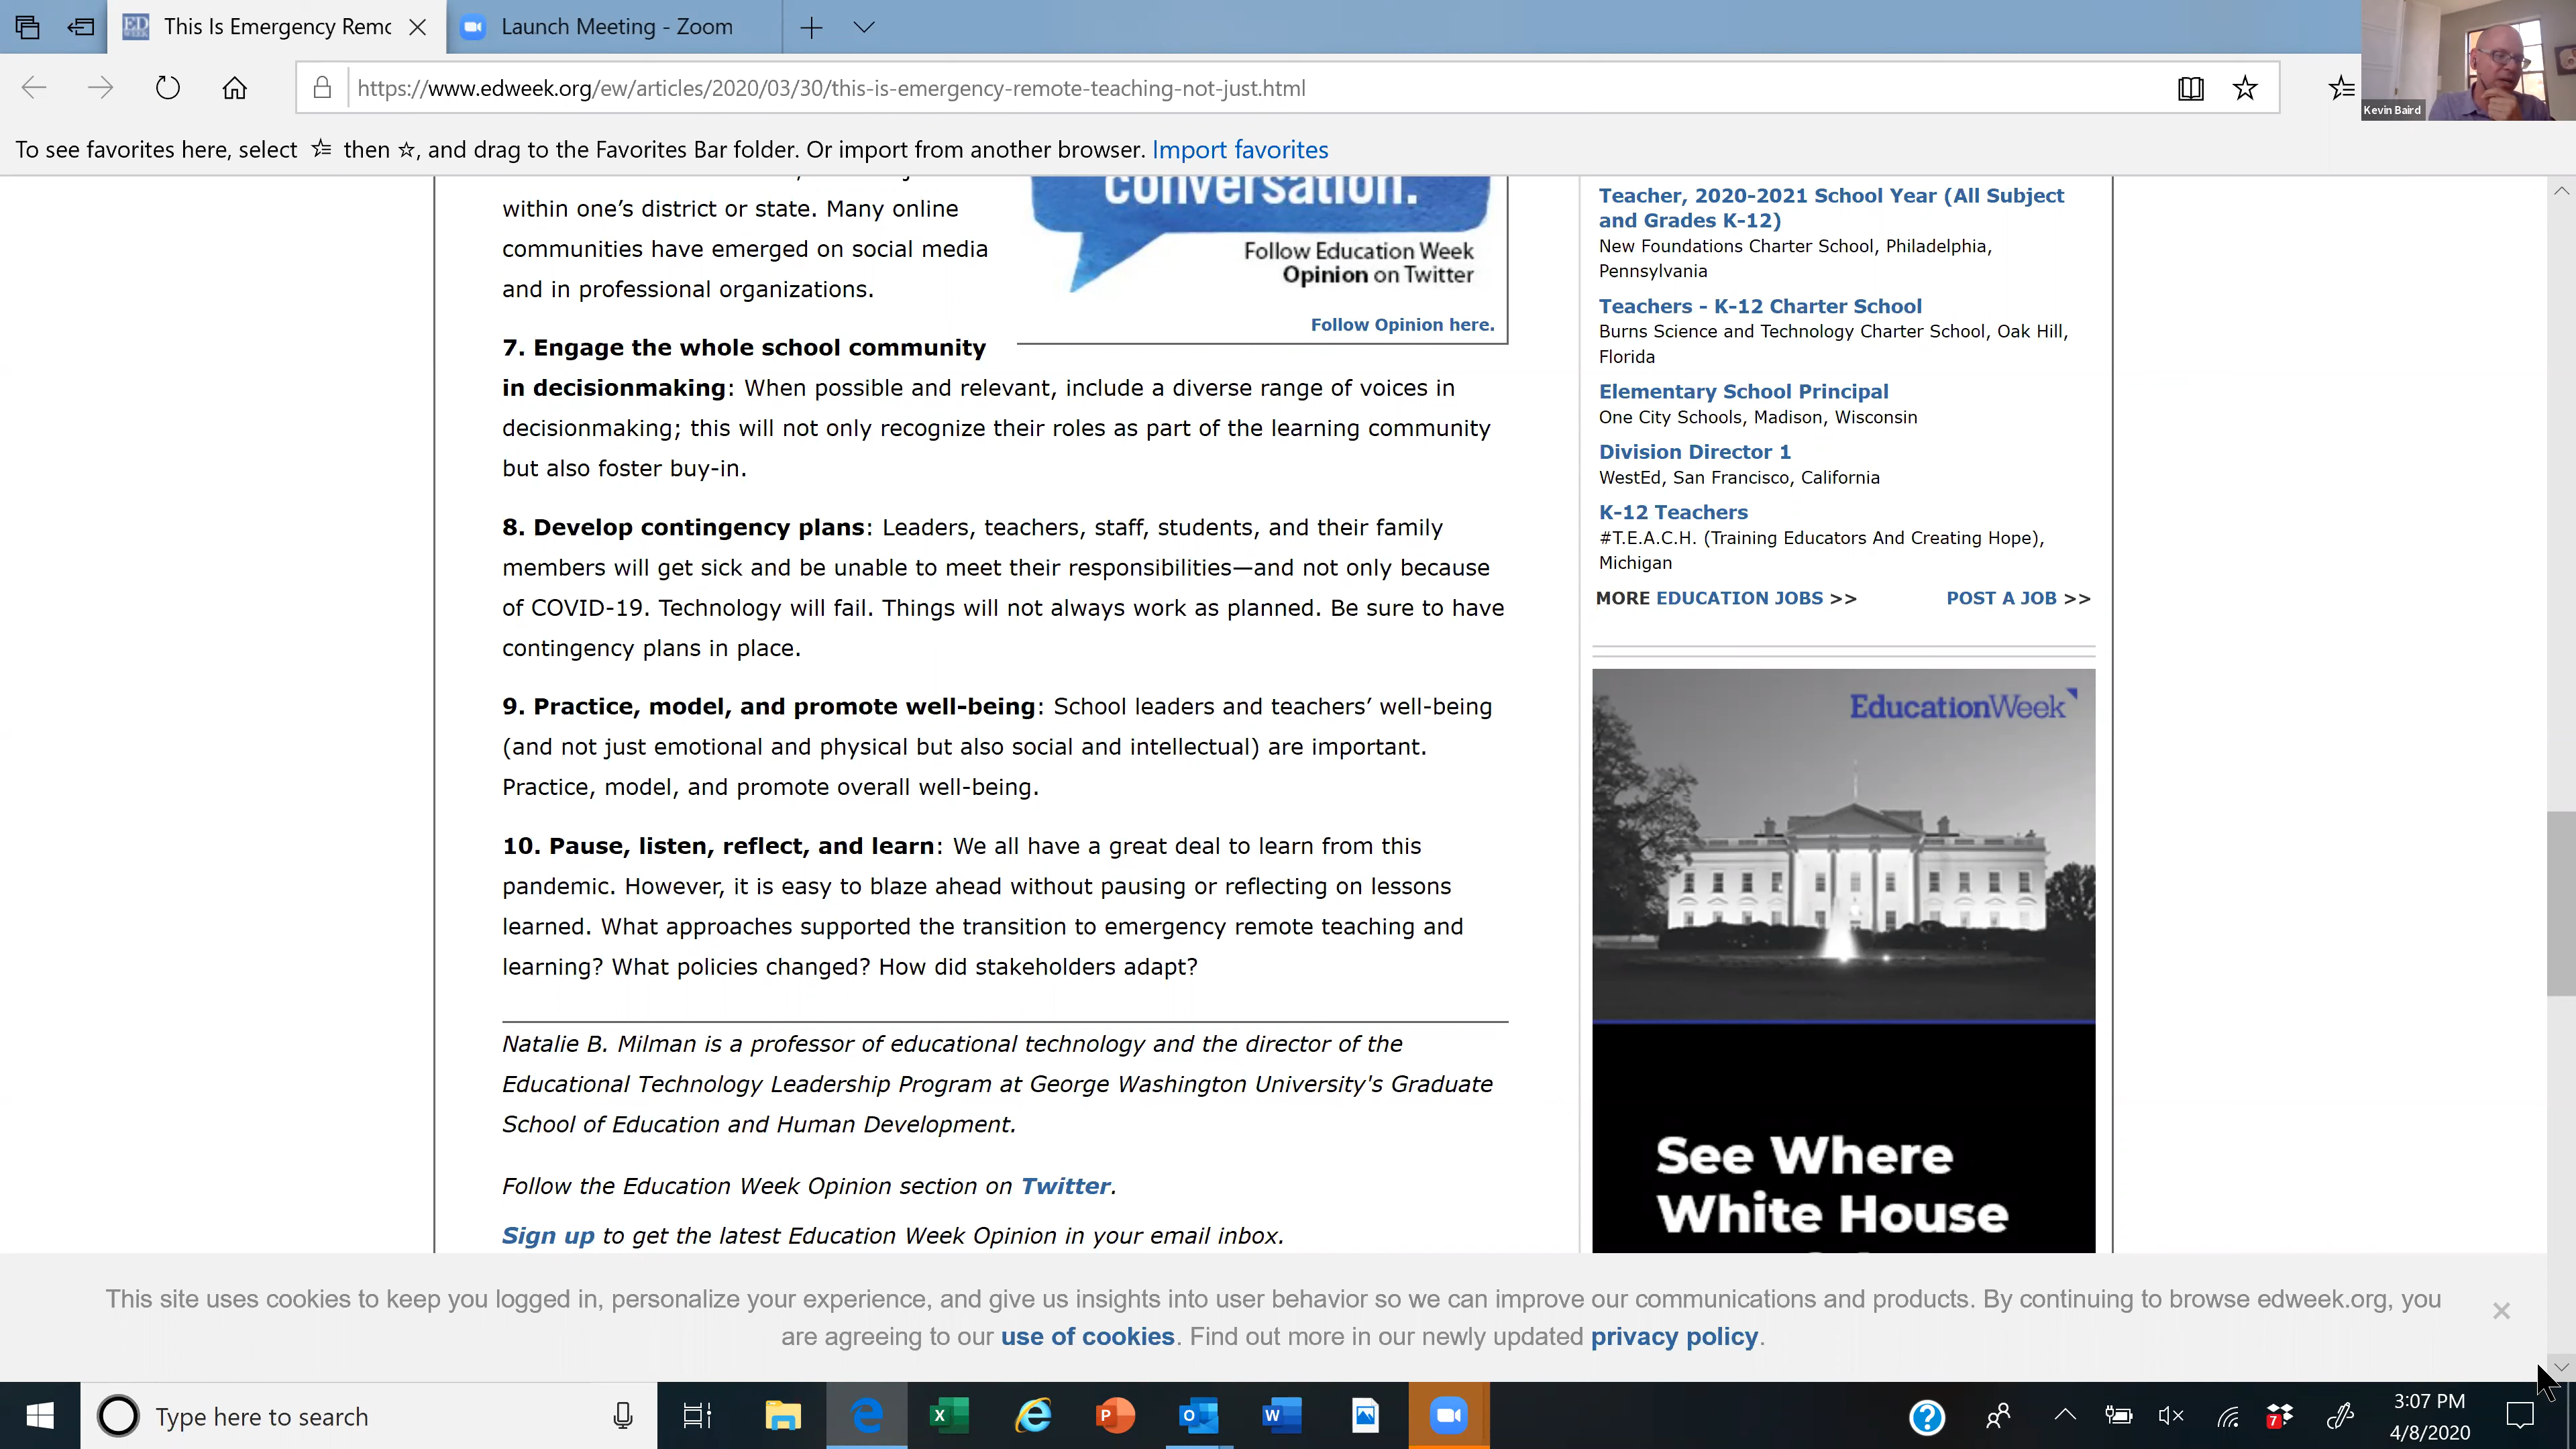 This Is Emergency Remo
Launch Meeting - Zoom
https://www.edweek.org/ew/articles/2020/03/30/this-is-emergency-remote-teaching-not-just.html
Kevin Baird
To see favorites here, select then ☆, and drag to the Favorites Bar folder. Or import from another browser. Import favorites
within one’s district or state. Many online
communities have emerged on social media
and in professional organizations.
conversation.
Follow Education Week
Opinion on Twitter
Follow Opinion here.
7. Engage the whole school community
in decisionmaking: When possible and relevant, include a diverse range of voices in
decisionmaking; this will not only recognize their roles as part of the learning community
but also foster buy-in.
8. Develop contingency plans: Leaders, teachers, staff, students, and their family
members will get sick and be unable to meet their responsibilities—and not only because
of COVID-19. Technology will fail. Things will not always work as planned. Be sure to have
contingency plans in place.
9. Practice, model, and promote well-being: School leaders and teachers’ well-being
(and not just emotional and physical but also social and intellectual) are important.
Practice, model, and promote overall well-being.
10. Pause, listen, reflect, and learn: We all have a great deal to learn from this
pandemic. However, it is easy to blaze ahead without pausing or reflecting on lessons
learned. What approaches supported the transition to emergency remote teaching and
learning? What policies changed? How did stakeholders adapt?
Natalie B. Milman is a professor of educational technology and the director of the
Educational Technology Leadership Program at George Washington University's Graduate
School of Education and Human Development.
Follow the Education Week Opinion section on Twitter.
Sign up to get the latest Education Week Opinion in your email inbox.
Teacher, 2020-2021 School Year (All Subject
and Grades K-12)
New Foundations Charter School, Philadelphia,
Pennsylvania
Teachers - K-12 Charter School
Burns Science and Technology Charter School, Oak Hill,
Florida
Elementary School Principal
One City Schools, Madison, Wisconsin
Division Director 1
WestEd, San Francisco, California
K-12 Teachers
#T.E.A.C.H. (Training Educators And Creating Hope),
Michigan
MORE EDUCATION JOBS >> POST A JOB >>
EducationWeek
See Where
White House
This site uses cookies to keep you logged in, personalize your experience, and give us insights into user behavior so we can improve our communications and products. By continuing to browse edweek.org, you
are agreeing to our use of cookies. Find out more in our newly updated privacy policy.
Type here to search
3:07 PM
4/8/2020